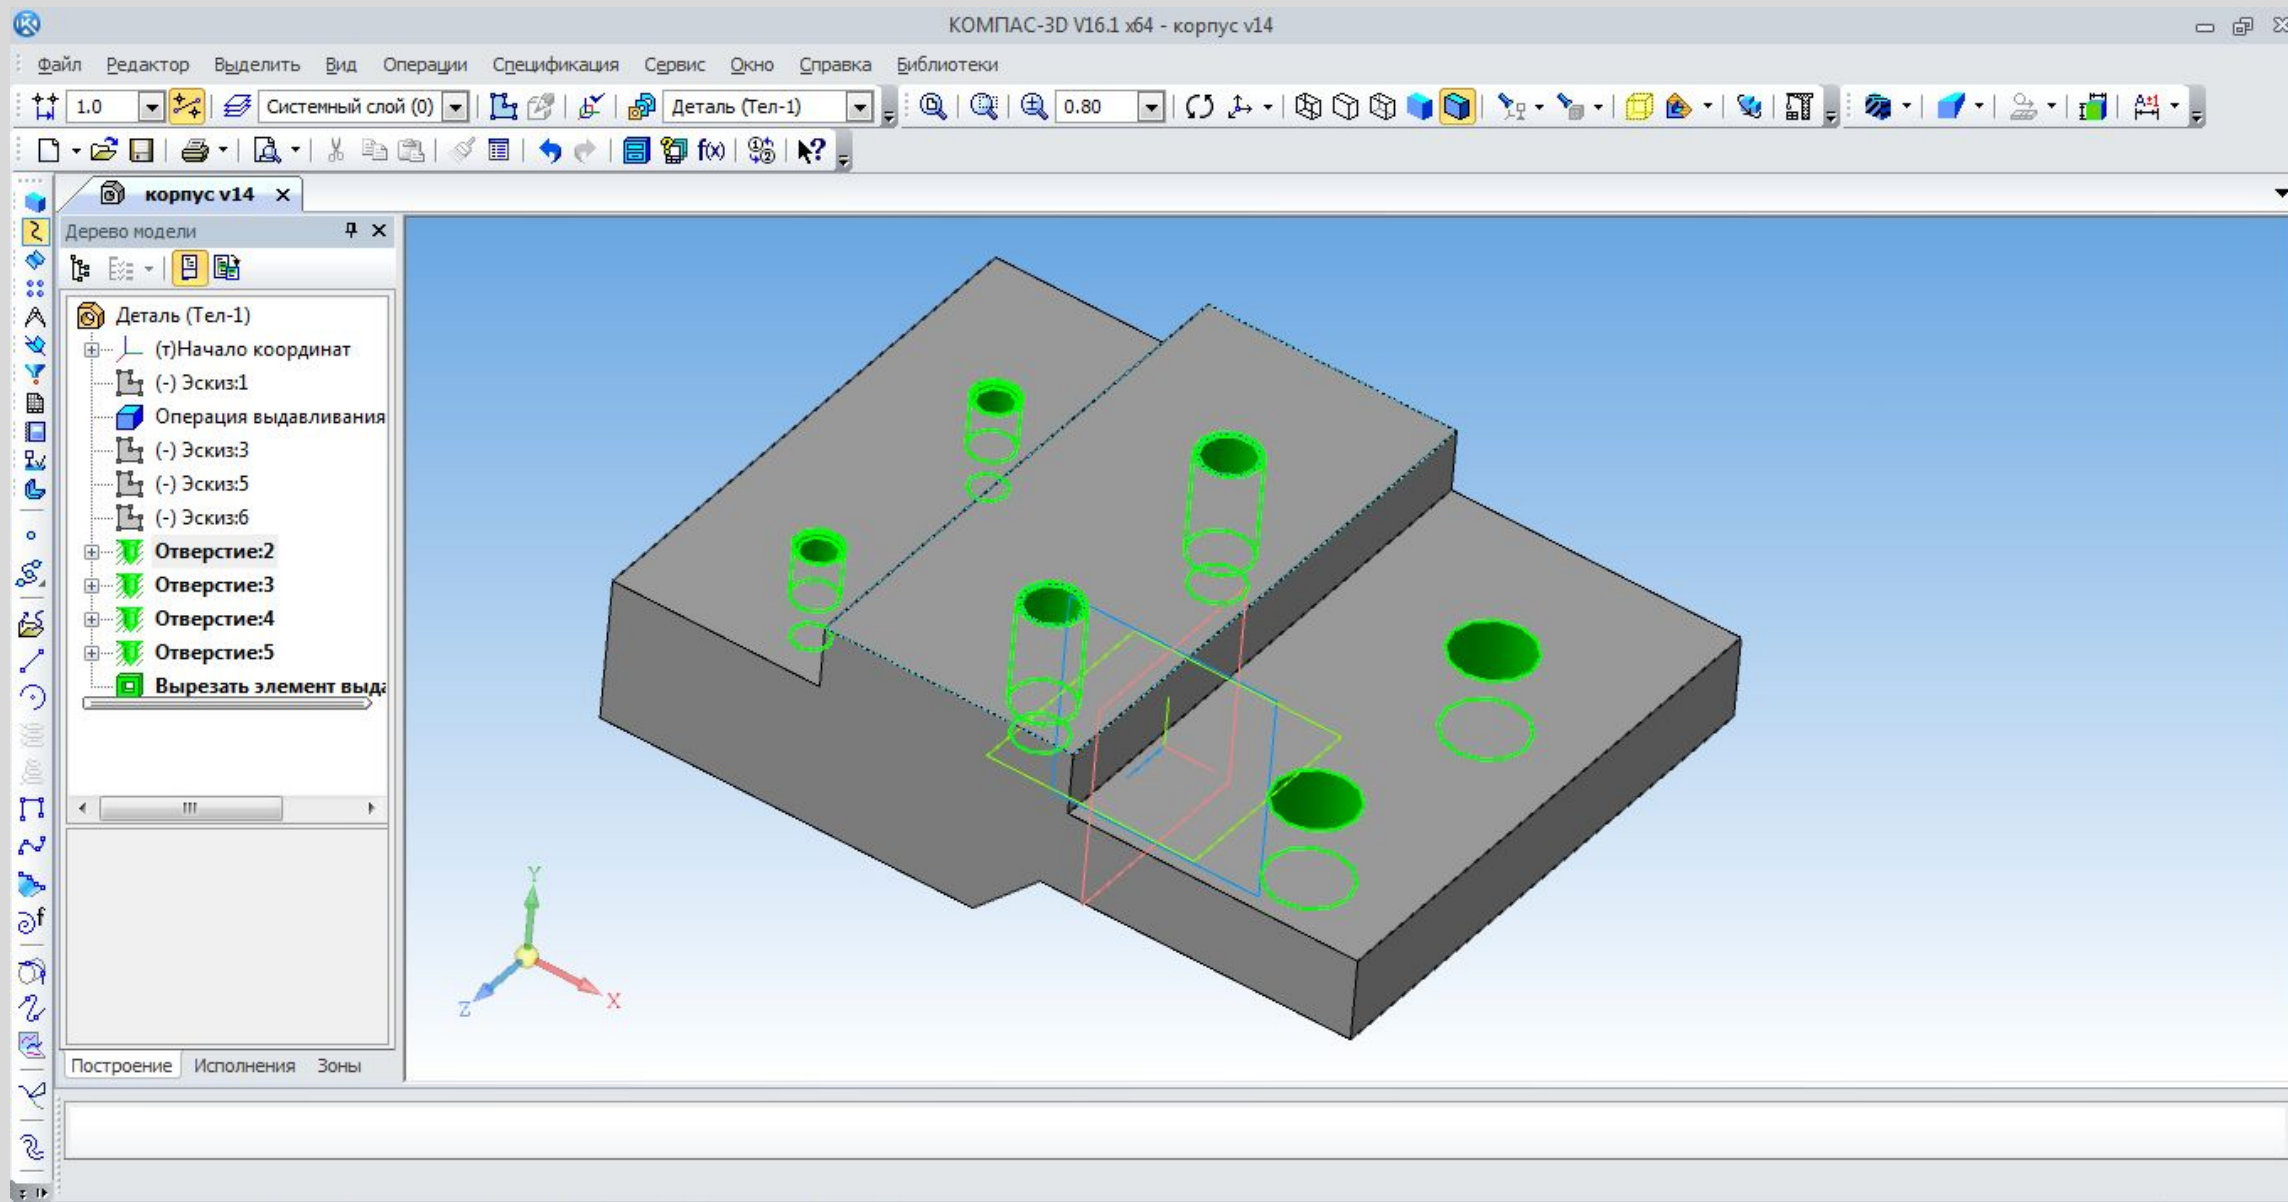 КОМПАС-3D V16.1 x64 - корпус v14
Файл Редактор Выделить Вид Операции Спецификация Сервис Окно Справка Библиотеки
1.0 Системный слой (0) Деталь (Тел-1) 0.80
f(x)
корпус v14
Дерево модели
Деталь (Тел-1)
(т)Начало координат
(-) Эскиз:1
Операция выдавливания
(-) Эскиз:3
(-) Эскиз:5
(-) Эскиз:6
Отверстие:2
Отверстие:3
Отверстие:4
Отверстие:5
Вырезать элемент выда
Y
Z X
Построение Исполнения Зоны